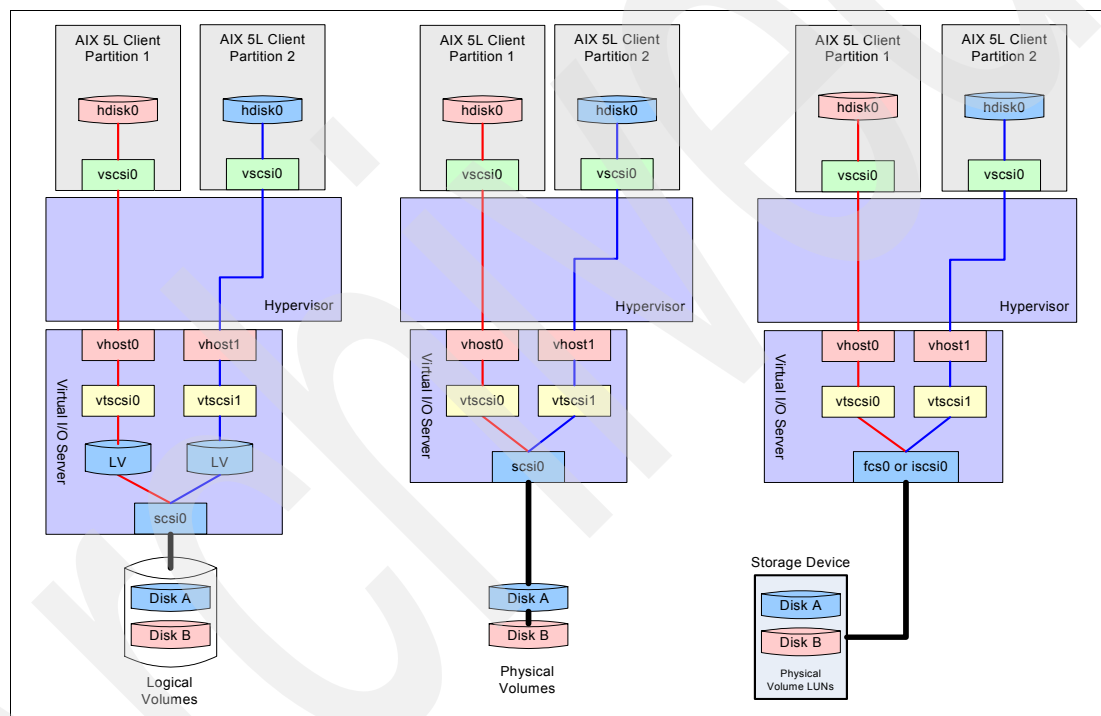 AIX 5L Client
Partition 1
hdisk0
vscsi0
AIX 5L Client
Partition 2
hdisk0
vscsi0
Hypervisor
Virtual I/O Server
vhost0
vhost1
vtscsi0
vtscsi1
LV
LV
scsi0
Disk A
Disk B
Logical
Volumes
AIX 5L Client
Partition 1
hdisk0
vscsi0
AIX 5L Client
Partition 2
hdisk0
vscsi0
Hypervisor
Virtual I/O Server
vhost0
vhost1
vtscsi0
vtscsi1
scsi0
Disk A
Disk B
Physical
Volumes
AIX 5L Client
Partition 1
hdisk0
vscsi0
AIX 5L Client
Partition 2
hdisk0
vscsi0
Hypervisor
Virtual I/O Server
vhost0
vhost1
vtscsi0
vtscsi1
fcs0 or iscsi0
Storage Device
Disk A
Disk B
Physical
Volume LUNs